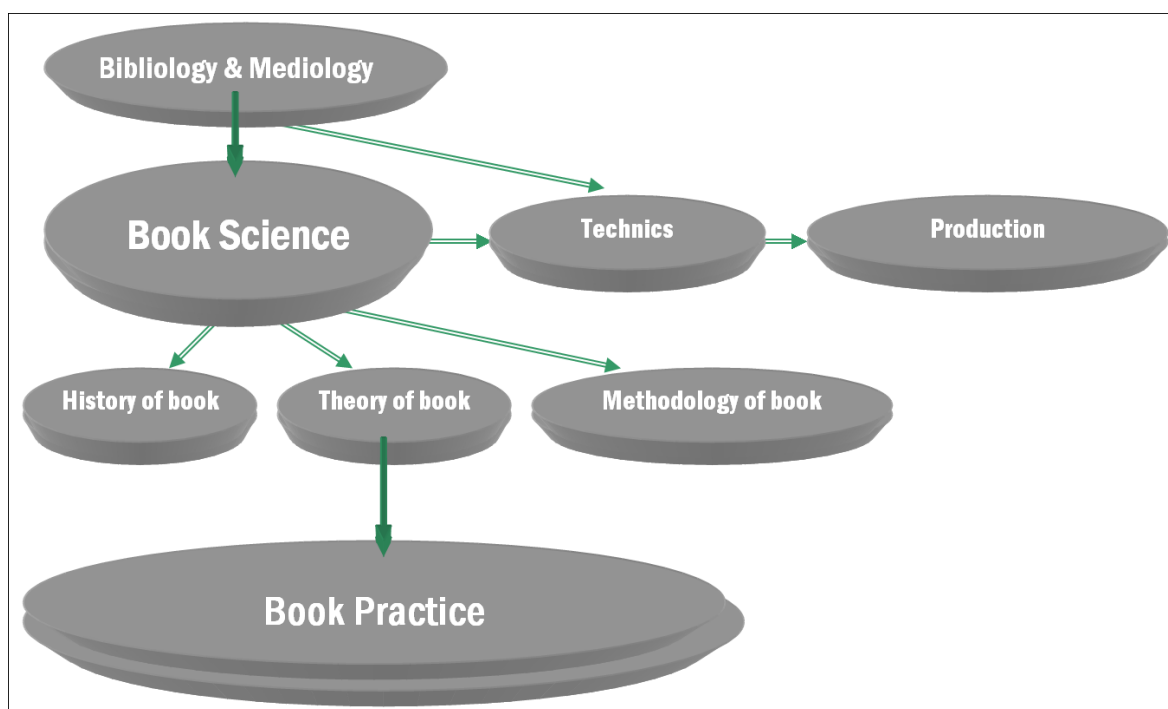 Bibliology & Mediology
Book Science
Technics
Production
History of book
Theory of book
Methodology of book
Book Practice